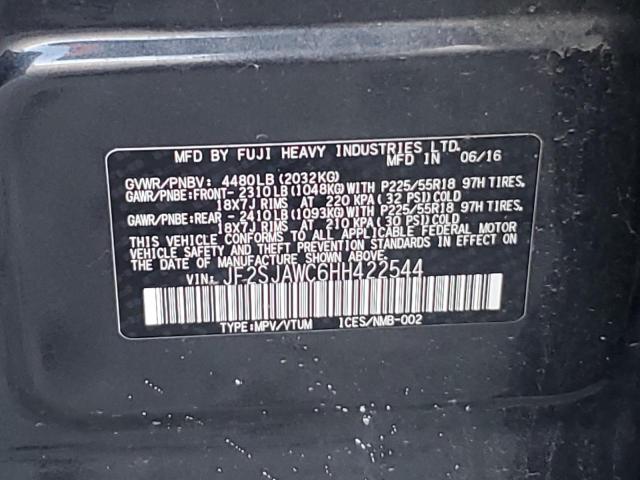 MFD BY FUJI HEAVY INDUSTRIES LTD.
MFD IN 06/16
GVWR/PNBV: 4480LB (2032KG)
GAWR/PNBE: FRONT- 2310LB (1048KG) WITH P225/55R18 97H TIRES,
18X7J RIMS AT 220 KPA ( 32 PSI) COLD
GAWR/PNBE: REAR - 2410LB (1093KG) WITH P225/55R18 97H TIRES,
18X7J RIMS AT 210 KPA ( 30 PSI) COLD
THIS VEHICLE CONFORMS TO ALL APPLICABLE FEDERAL MOTOR
VEHICLE SAFETY STANDARDS IN EFFECT ON
THE DATE OF MANUFACTURE SHOWN ABOVE.
VIN: JF2SJAWC6HH422544
TYPE:MPV/VTUM ICES/NMB-002